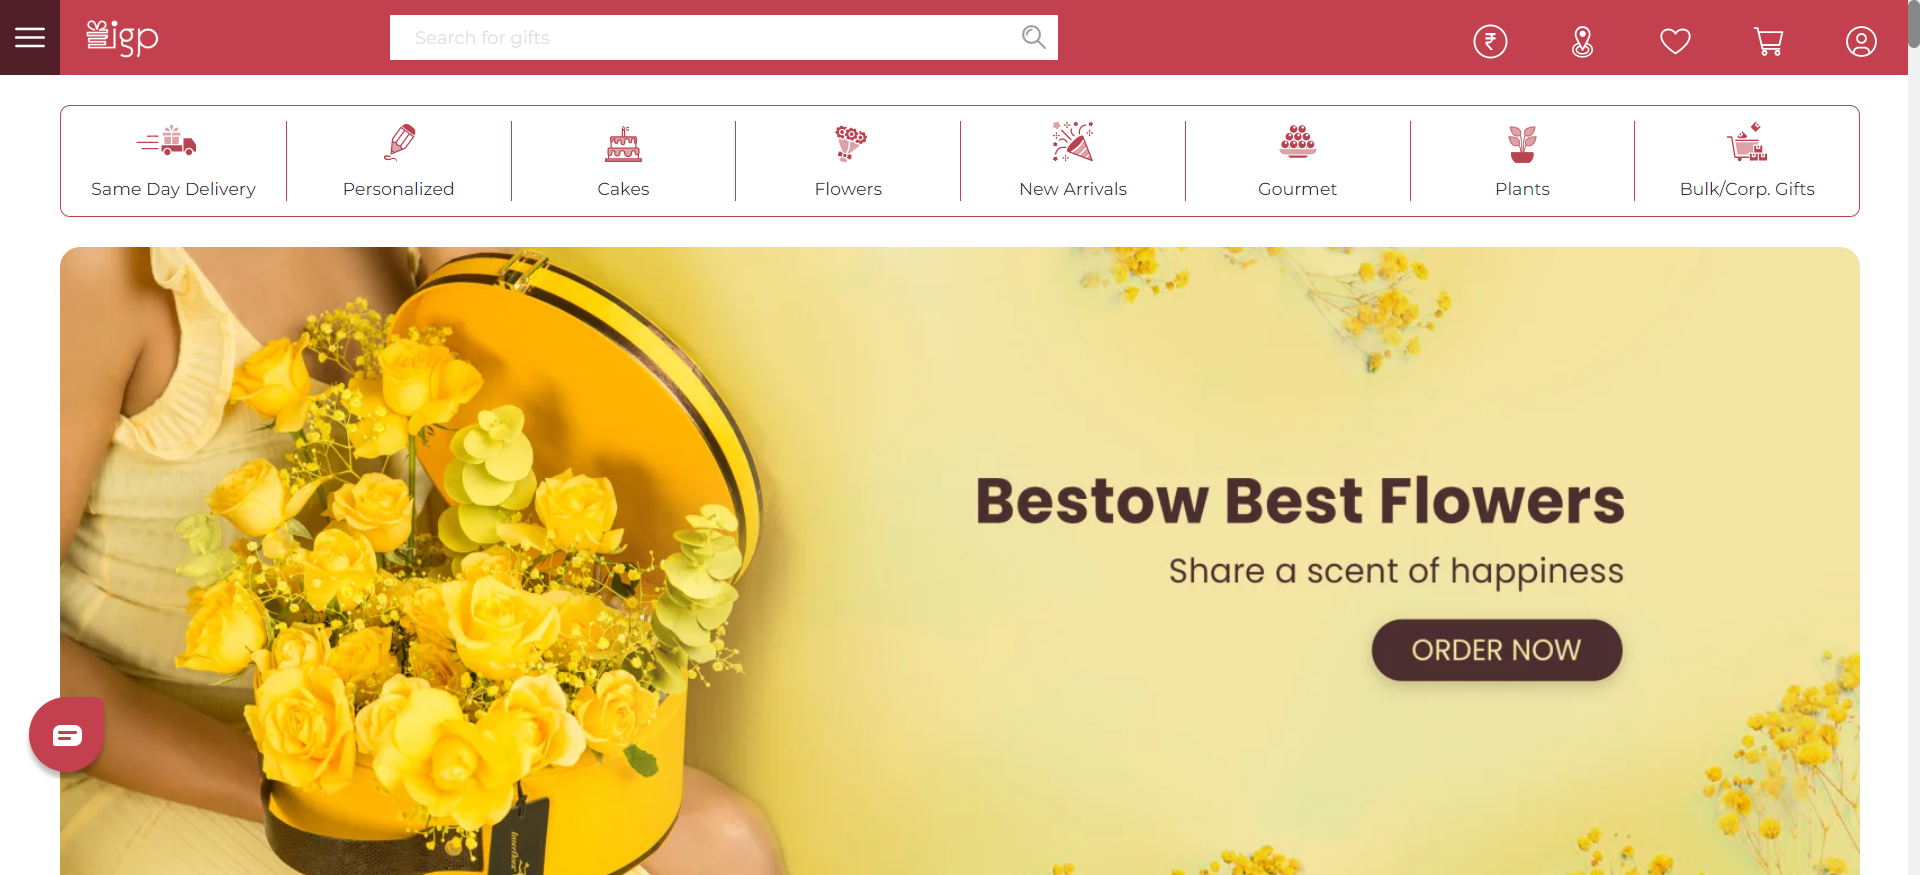 igp
Search for gifts
₹
Same Day Delivery
Personalized
Cakes
Flowers
New Arrivals
Gourmet
Plants
Bulk/Corp. Gifts
Bestow Best Flowers
Share a scent of happiness
ORDER NOW
Interflora